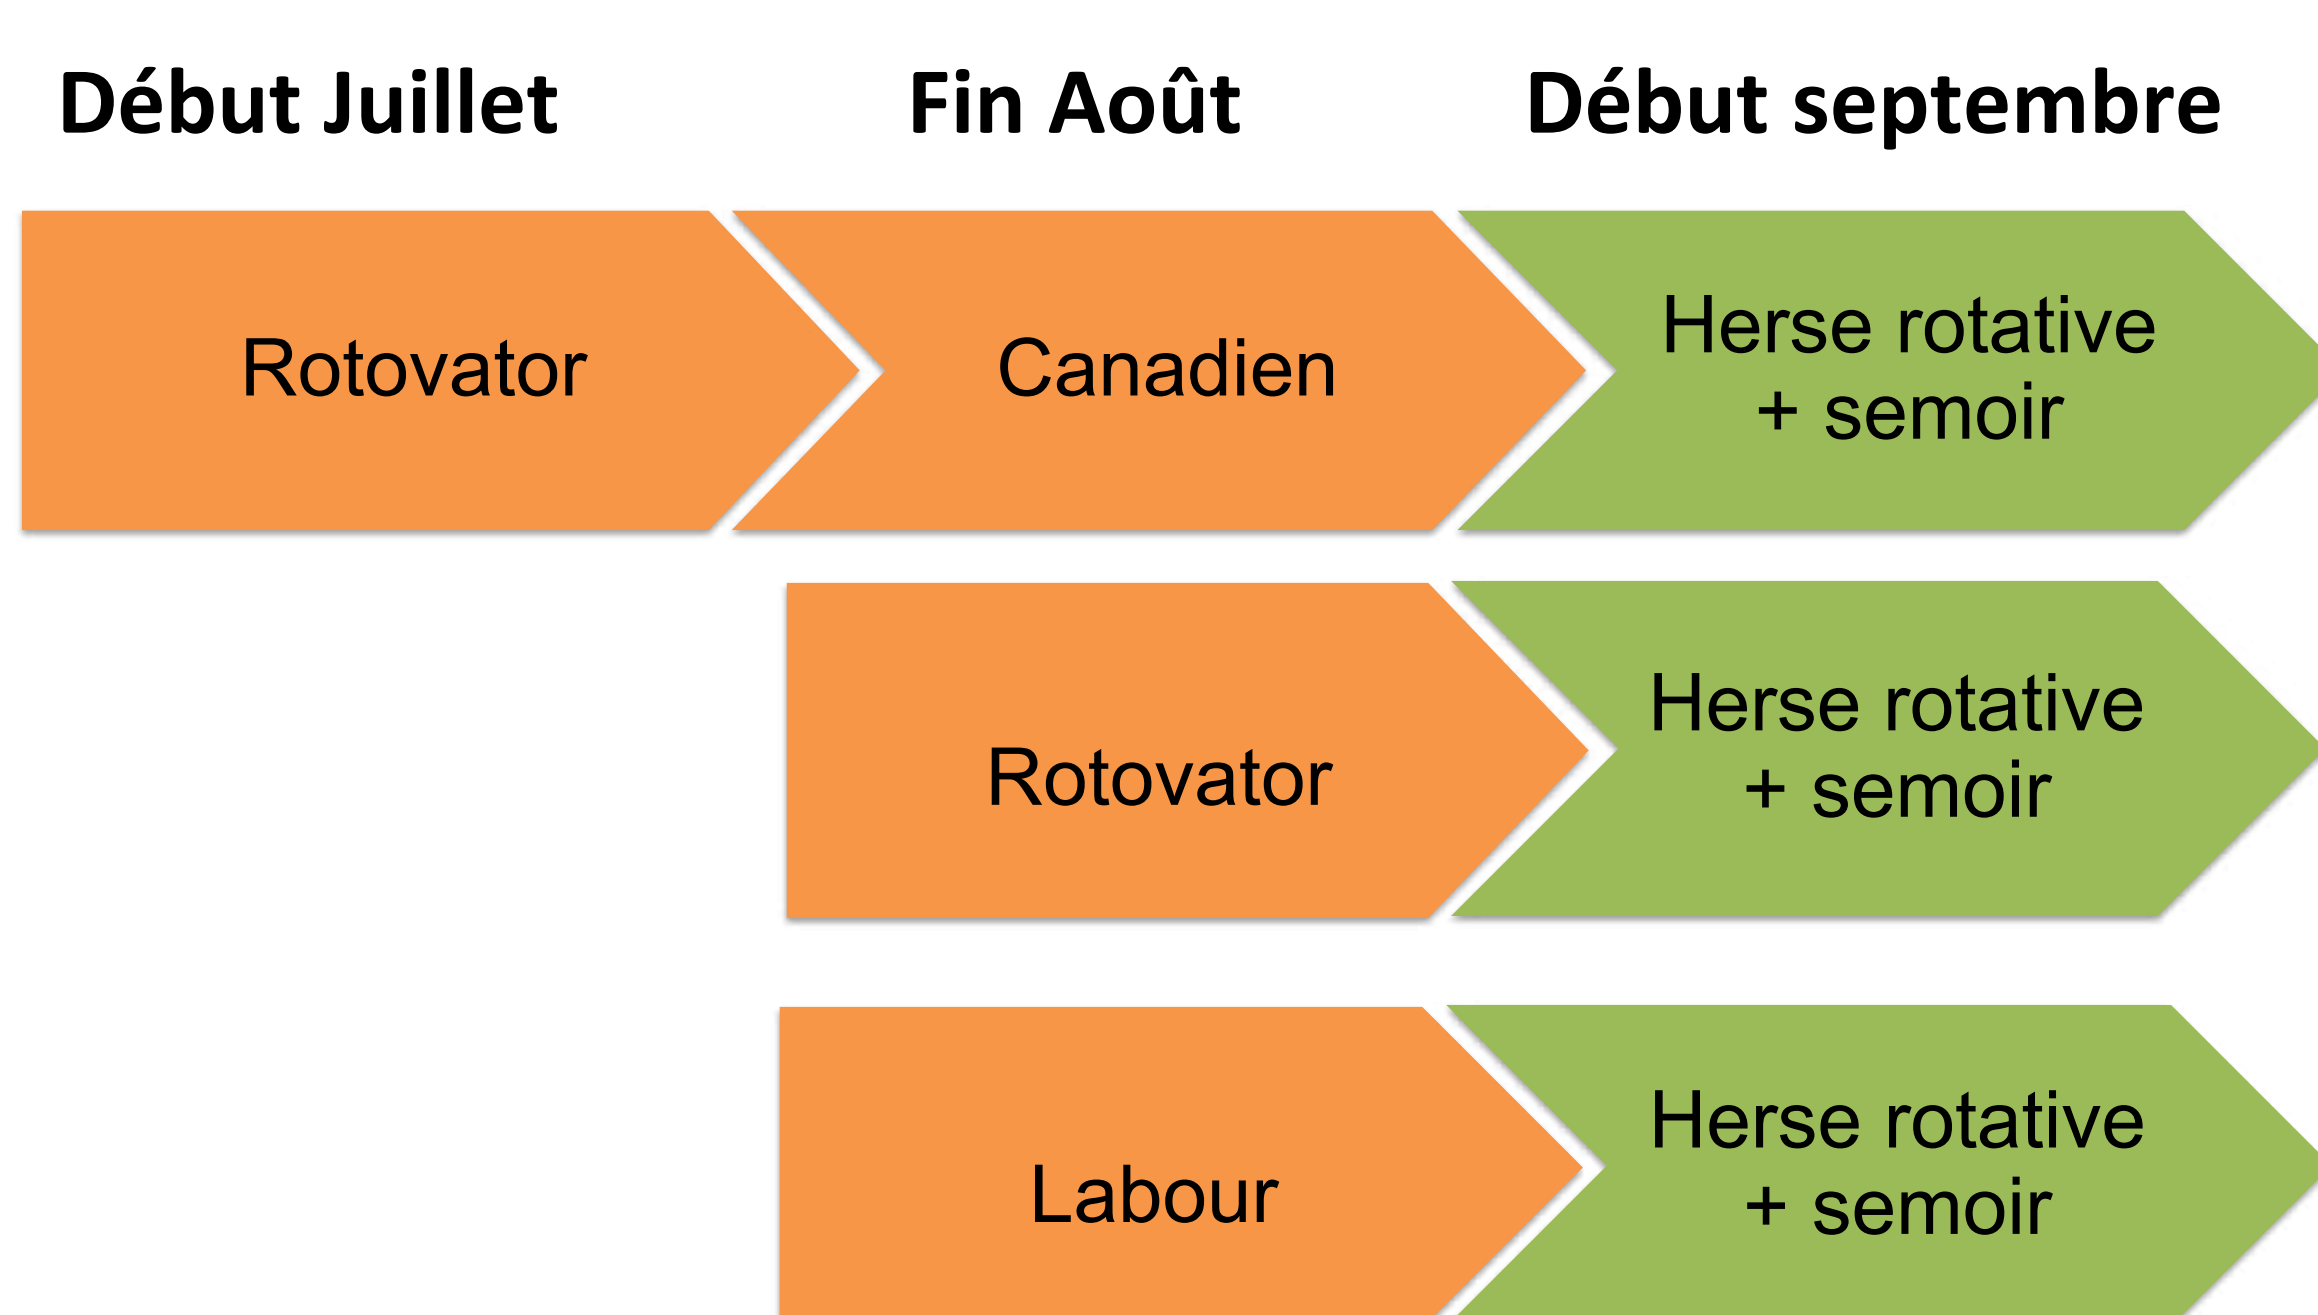 Début Juillet
Fin Août
Début septembre
Rotovator
Canadien
Herse rotative
+ semoir
Rotovator
Herse rotative
+ semoir
Labour
Herse rotative
+ semoir